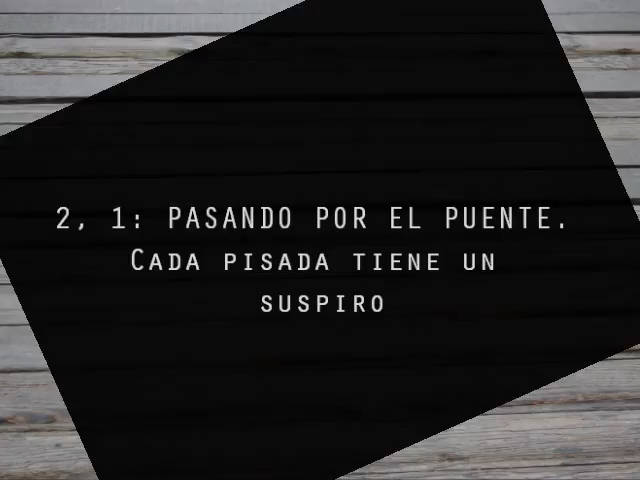 2, 1: PASANDO POR EL PUENTE.
CADA PISADA TIENE UN
SUSPIRO